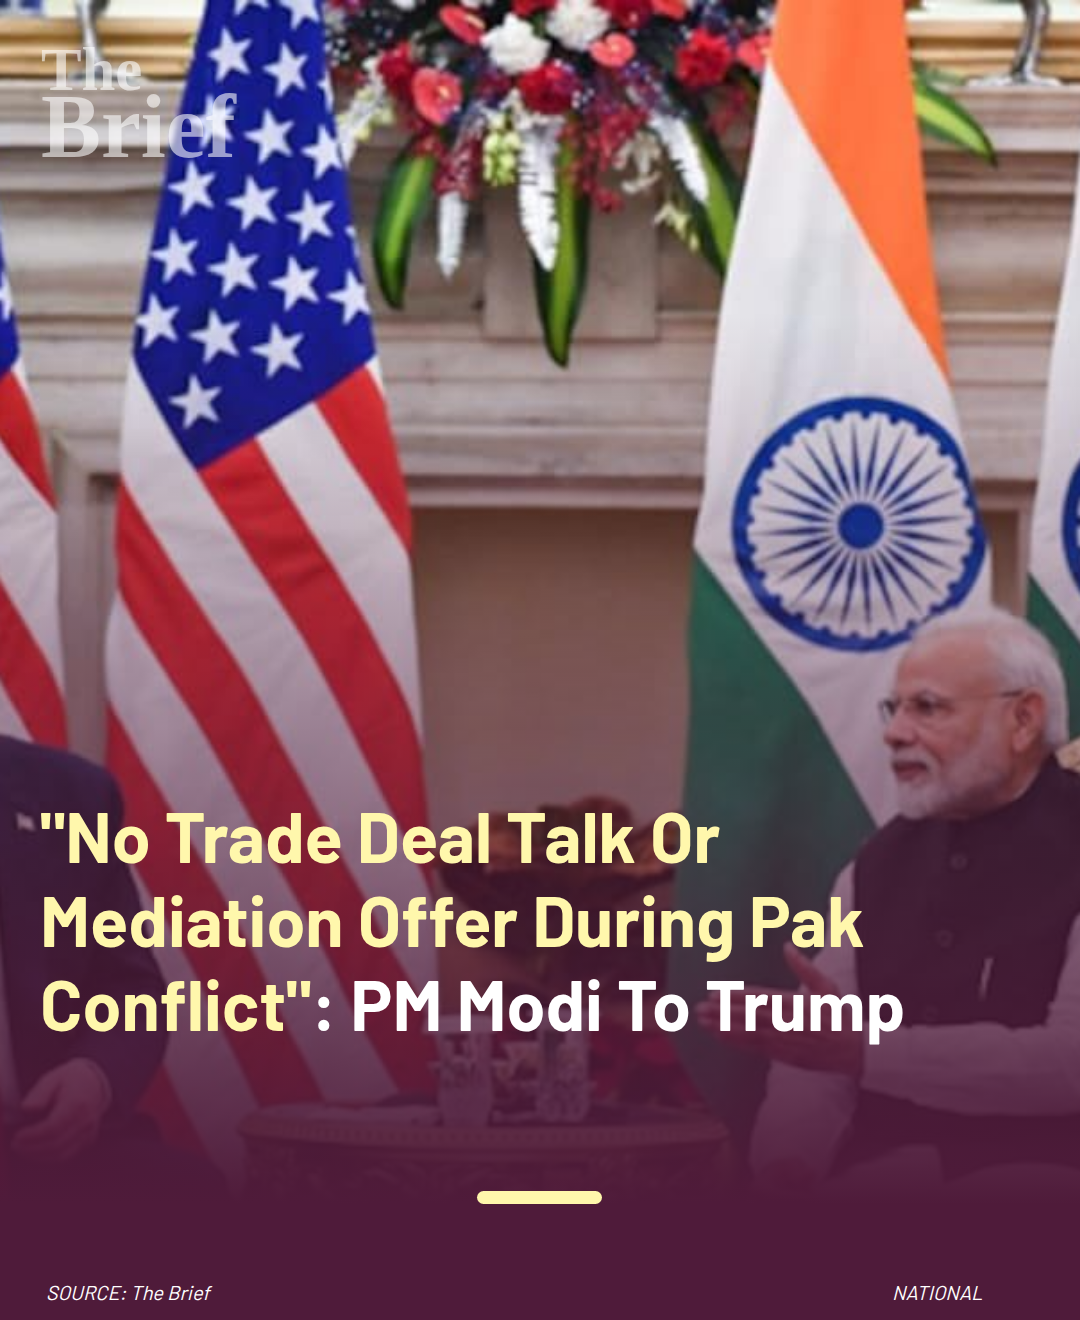 The
Brief
"No Trade Deal Talk Or
Mediation Offer During Pak
Conflict": PM Modi To Trump
SOURCE: The Brief
NATIONAL